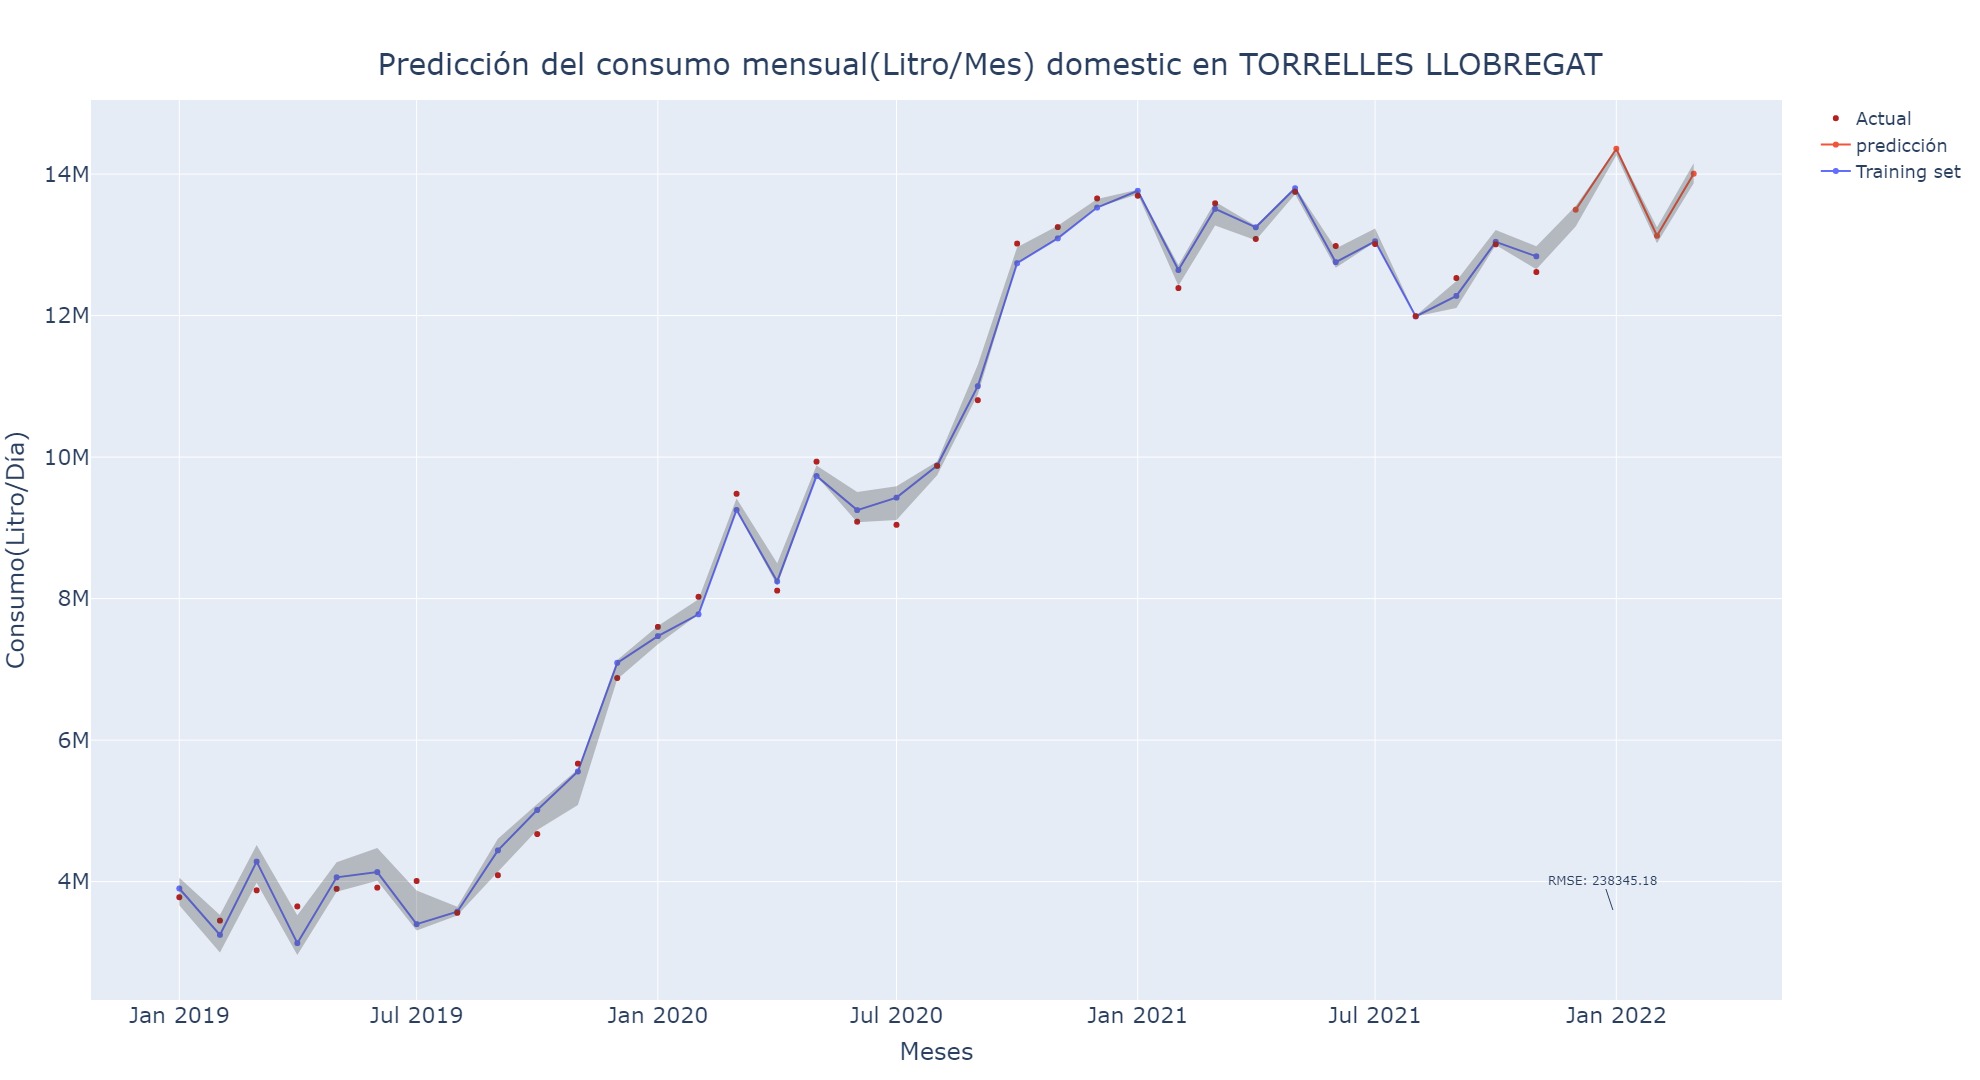 Predicción del consumo mensual(Litro/Mes) domestic en TORRELLES LLOBREGAT
Actual
predicción
Training set
14M
12M
10M
8M
6M
4M
Consumo(Litro/Día)
RMSE: 238345.18
Jan 2019
Jul 2019
Jan 2020
Jul 2020
Jan 2021
Jul 2021
Jan 2022
Meses